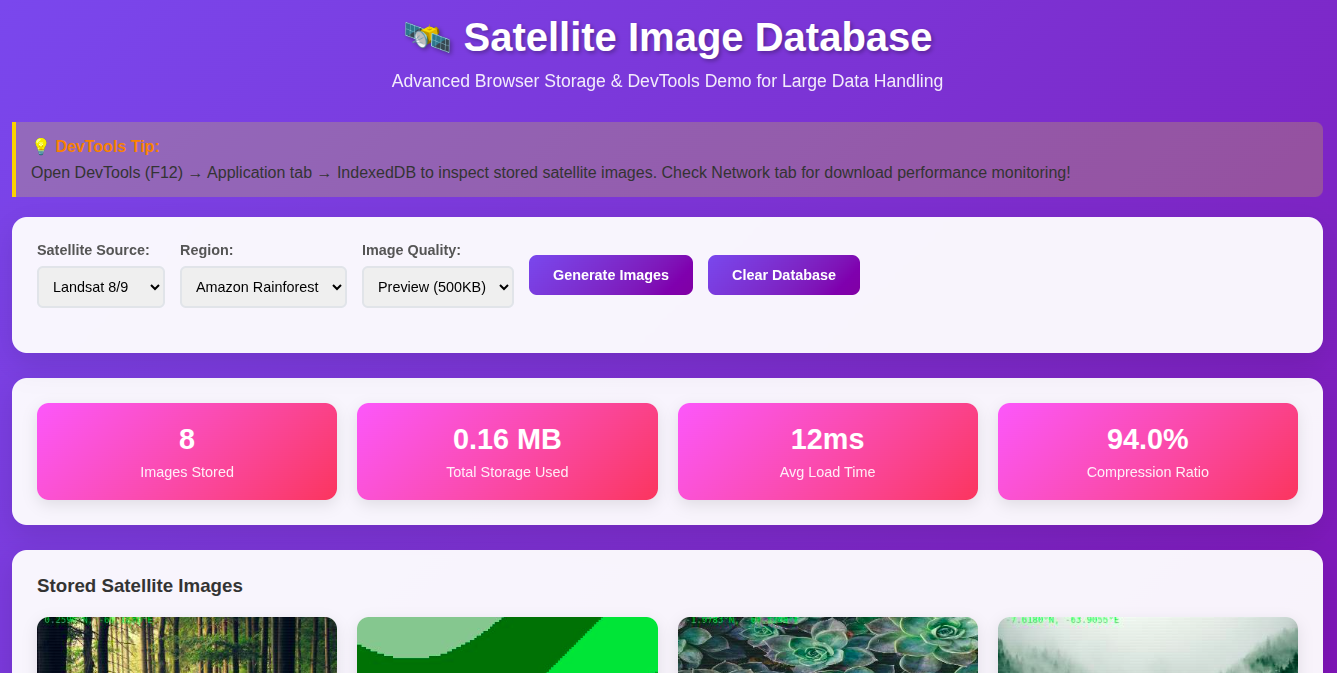 Satellite Image Database
Advanced Browser Storage & DevTools Demo for Large Data Handling
DevTools Tip:
Open DevTools (F12) → Application tab → IndexedDB to inspect stored satellite images. Check Network tab for download performance monitoring!
Satellite Source: Region: Image Quality:
Landsat 8/9 Amazon Rainforest Preview (500KB) Generate Images Clear Database
8 0.16 MB 12ms 94.0%
Images Stored Total Storage Used Avg Load Time Compression Ratio
Stored Satellite Images
-7.6180°N, -63.9055°E